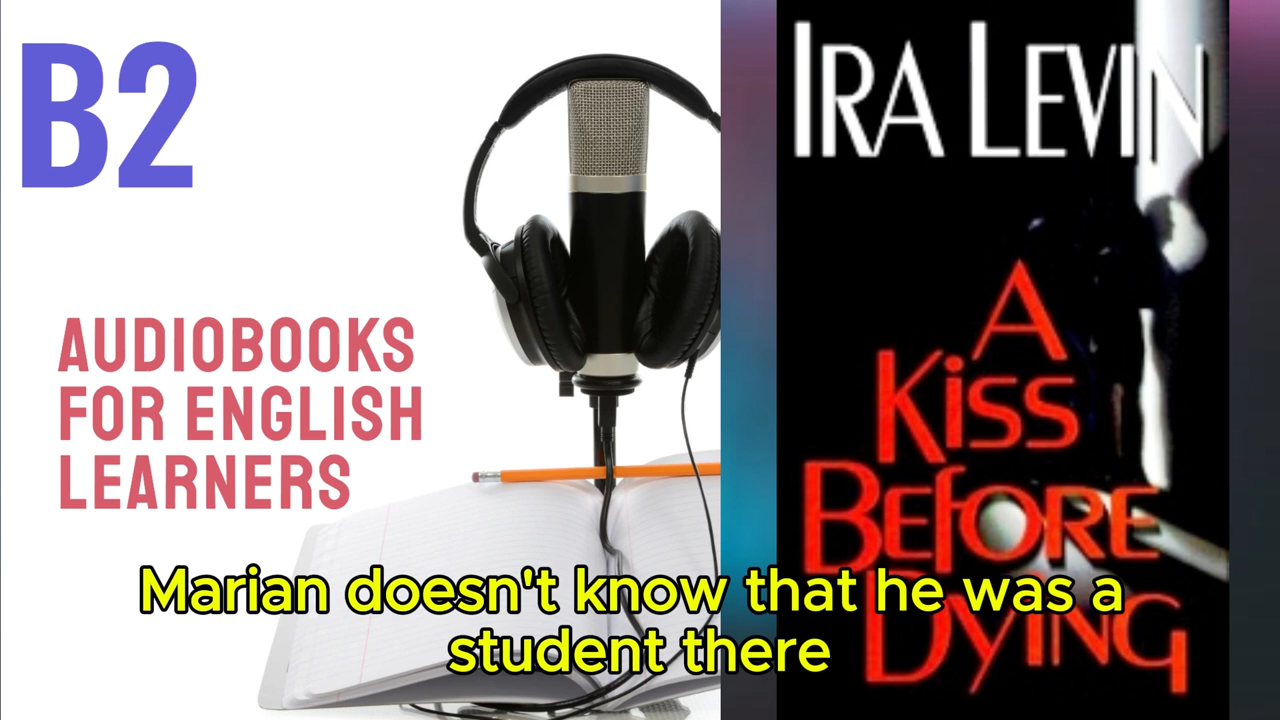 B2
AUDIOBOOKS
FOR ENGLISH
LEARNERS
IRA LEVIN
A
Kiss
BEFORE
DYING
Marian doesn't know that he was a
student there